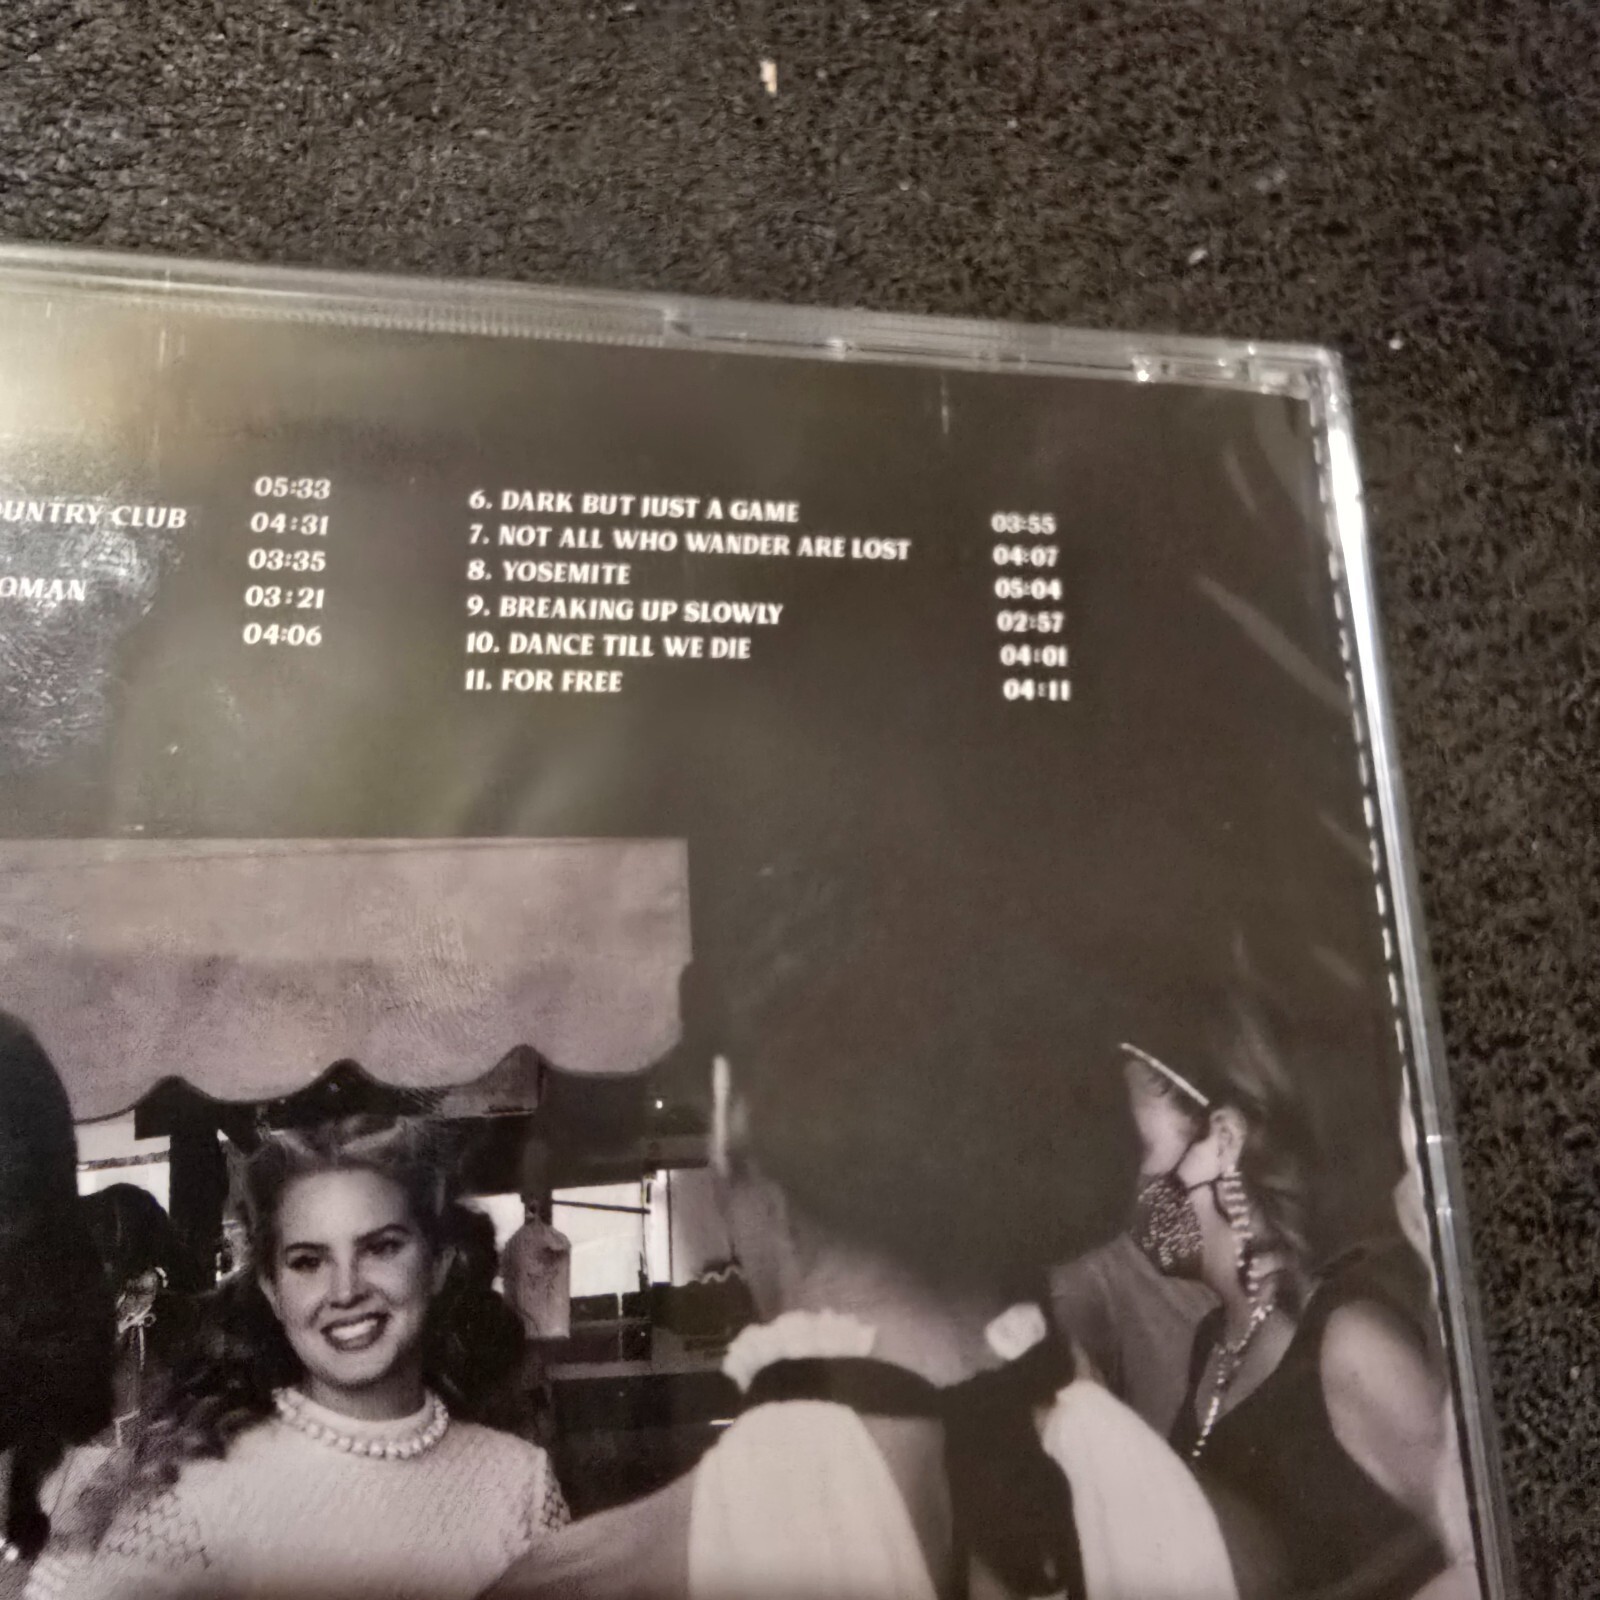 05:33
UNTRY CLUB 04:31
03:35
OMAN 03:21
04:06
6. DARK BUT JUST A GAME 03:55
7. NOT ALL WHO WANDER ARE LOST 04:07
8. YOSEMITE 05:04
9. BREAKING UP SLOWLY 02:57
10. DANCE TILL WE DIE 04:01
11. FOR FREE 04:11